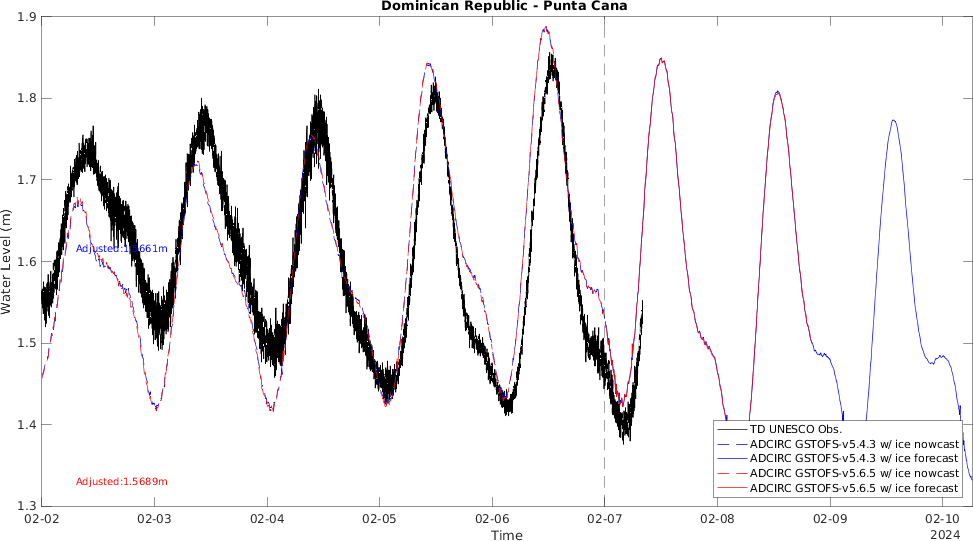 Dominican Republic - Punta Cana
1.9
1.8
1.7
1.6
1.5
1.4
1.3
Water Level (m)
Adjusted:1.5689m
TD UNESCO Obs.
ADCIRC GSTOFS-v5.4.3 w/ ice nowcast
ADCIRC GSTOFS-v5.4.3 w/ ice forecast
ADCIRC GSTOFS-v5.6.5 w/ ice nowcast
ADCIRC GSTOFS-v5.6.5 w/ ice forecast
02-02 02-03 02-04 02-05 02-06 02-07 02-08 02-09 02-10
Time
2024